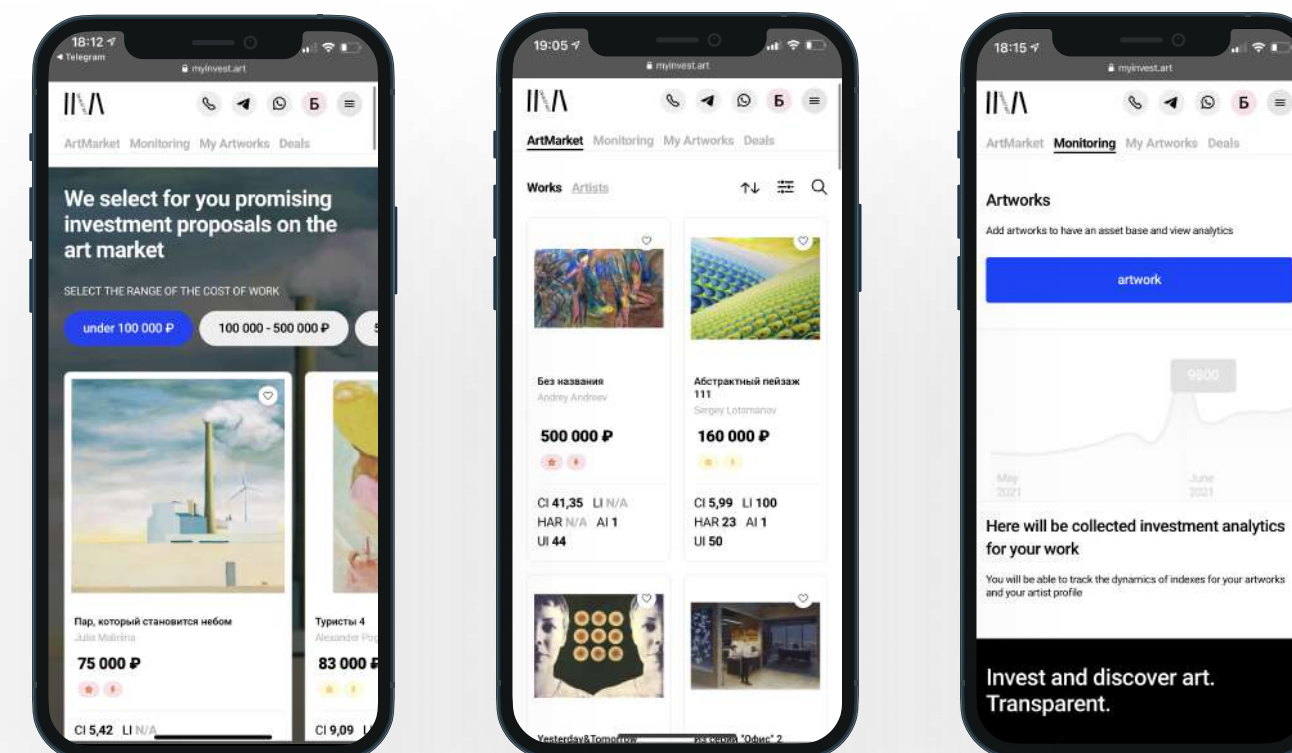 18:12
◄ Telegram
myinvest.art
Б
ArtMarket Monitoring My Artworks Deals
We select for you promising
investment proposals on the
art market
SELECT THE RANGE OF THE COST OF WORK
under 100 000 ₽
100 000 - 500 000 ₽
5
Пар, который становится небом
Julia Malinina
75 000 ₽
CI 5,42 LI N/A
Туристы 4
Alexander Pog
83 000 ₽
CI 9,09 L
19:05
myinvest.art
Б
ArtMarket Monitoring My Artworks Deals
Works Artists
Без названия
Andrey Andreev
500 000 ₽
CI 41,35 LI N/A
HAR N/A AI 1
UI 44
Абстрактный пейзаж
111
Sergey Lotsmanov
160 000 ₽
CI 5,99 LI 100
HAR 23 AI 1
UI 50
Yesterday&Tomorrow
Из серии "Офис" 2
18:15
myinvest.art
Б
ArtMarket Monitoring My Artworks Deals
Artworks
Add artworks to have an asset base and view analytics
artwork
9800
May
2021
June
2021
Here will be collected investment analytics
for your work
You will be able to track the dynamics of indexes for your artworks
and your artist profile
Invest and discover art.
Transparent.